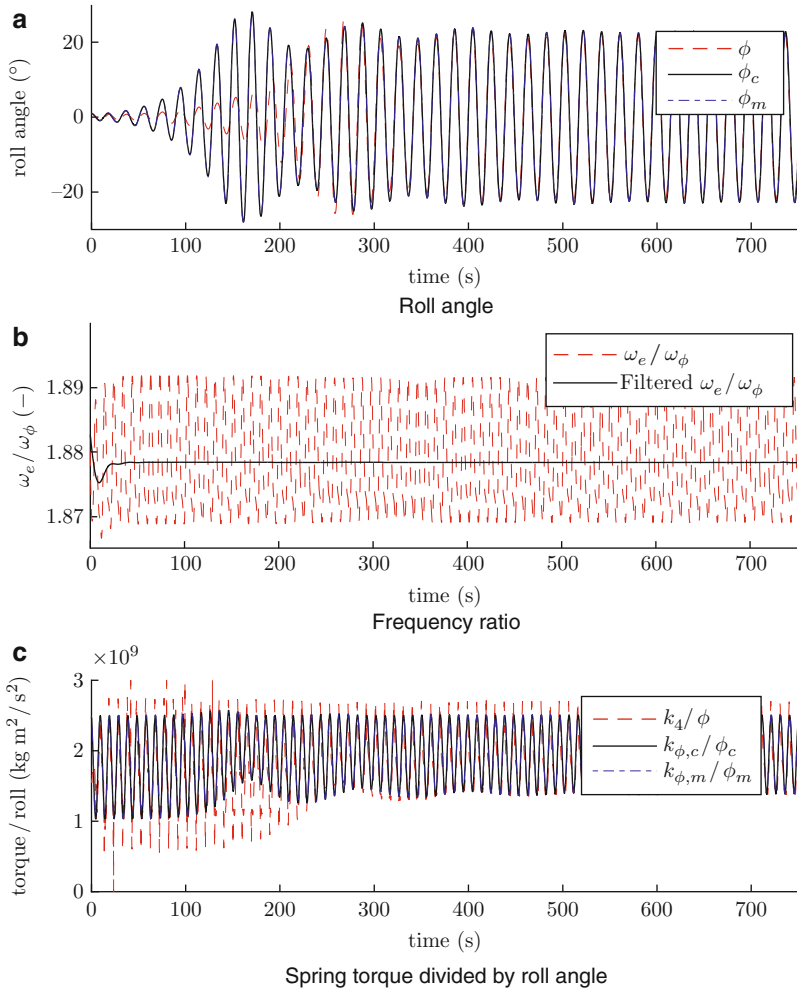 a
20
0
−20
roll angle (°)
ϕ
ϕ_c
ϕ_m
0 100 200 300 400 500 600 700
time (s)
Roll angle
b
1.89
1.88
1.87
ω_e/ω_ϕ (−)
ω_e/ω_ϕ
Filtered ω_e/ω_ϕ
0 100 200 300 400 500 600 700
time (s)
Frequency ratio
c
×10^9
3
2
1
0
torque/roll (kg m²/s²)
k_4/ϕ
k_{ϕ,c}/ϕ_c
k_{ϕ,m}/ϕ_m
0 100 200 300 400 500 600 700
time (s)
Spring torque divided by roll angle